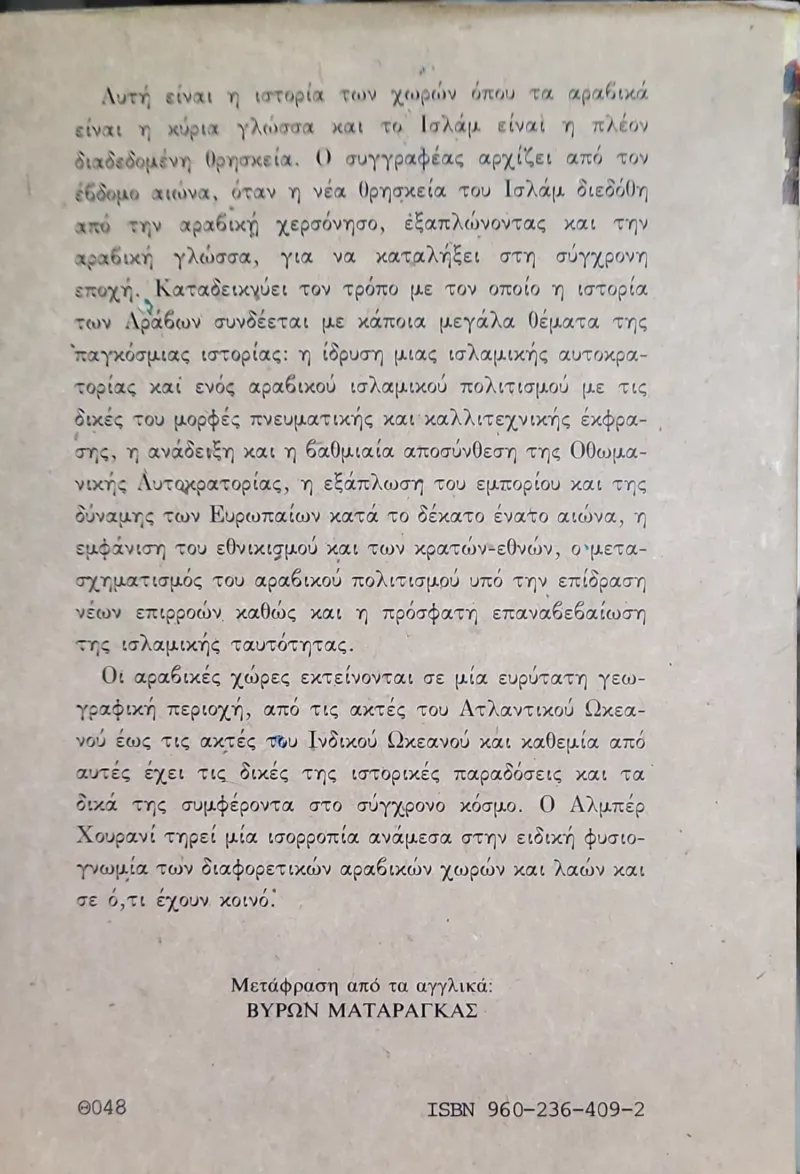 Αυτή είναι η ιστορία των χωρών όπου τα αραβικά
είναι η κύρια γλώσσα και το Ισλάμ είναι η πλέον
διαδεδομένη θρησκεία. Ο συγγραφέας αρχίζει από τον
έβδομο αιώνα, όταν η νέα θρησκεία του Ισλάμ διεδόθη
από την αραβική χερσόνησο, εξαπλώνοντας και την
αραβική γλώσσα, για να καταλήξει στη σύγχρονη
εποχή. Καταδεικνύει τον τρόπο με τον οποίο η ιστορία
των Αράβων συνδέεται με κάποια μεγάλα θέματα της
παγκόσμιας ιστορίας: η ίδρυση μιας ισλαμικής αυτοκρα-
τορίας και ενός αραβικού ισλαμικού πολιτισμού με τις
δικές του μορφές πνευματικής και καλλιτεχνικής έκφρα-
σης, η ανάδειξη και η βαθμιαία αποσύνθεση της Οθωμα-
νικής Αυτοκρατορίας, η εξάπλωση του εμπορίου και της
δύναμης των Ευρωπαίων κατά το δέκατο ένατο αιώνα, η
εμφάνιση του εθνικισμού και των κρατών-εθνών, ο μετα-
σχηματισμός του αραβικού πολιτισμού υπό την επίδραση
νέων επιρροών καθώς και η πρόσφατη επαναβεβαίωση
της ισλαμικής ταυτότητας.
Οι αραβικές χώρες εκτείνονται σε μία ευρύτατη γεω-
γραφική περιοχή, από τις ακτές του Ατλαντικού Ωκεα-
νού έως τις ακτές του Ινδικού Ωκεανού και καθεμία από
αυτές έχει τις δικές της ιστορικές παραδόσεις και τα
δικά της συμφέροντα στο σύγχρονο κόσμο. Ο Αλμπέρ
Χουρανί τηρεί μία ισορροπία ανάμεσα στην ειδική φυσιο-
γνωμία των διαφορετικών αραβικών χωρών και λαών και
σε ό,τι έχουν κοινό.
Μετάφραση από τα αγγλικά:
ΒΥΡΩΝ ΜΑΤΑΡΑΓΚΑΣ
Θ048
ISBN 960-236-409-2